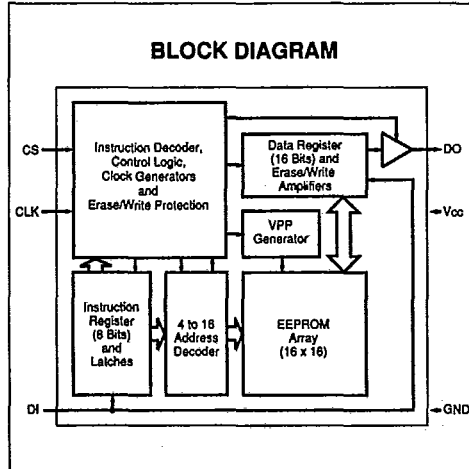 BLOCK DIAGRAM
Instruction Decoder,
Control Logic,
Clock Generators
and
Erase/Write Protection
Data Register
(16 Bits) and
Erase/Write
Amplifiers
CS
DO
CLK
VPP
Generator
Vcc
Instruction
Register
(8 Bits)
and
Latches
4 to 16
Address
Decoder
EEPROM
Array
(16 x 16)
DI
GND